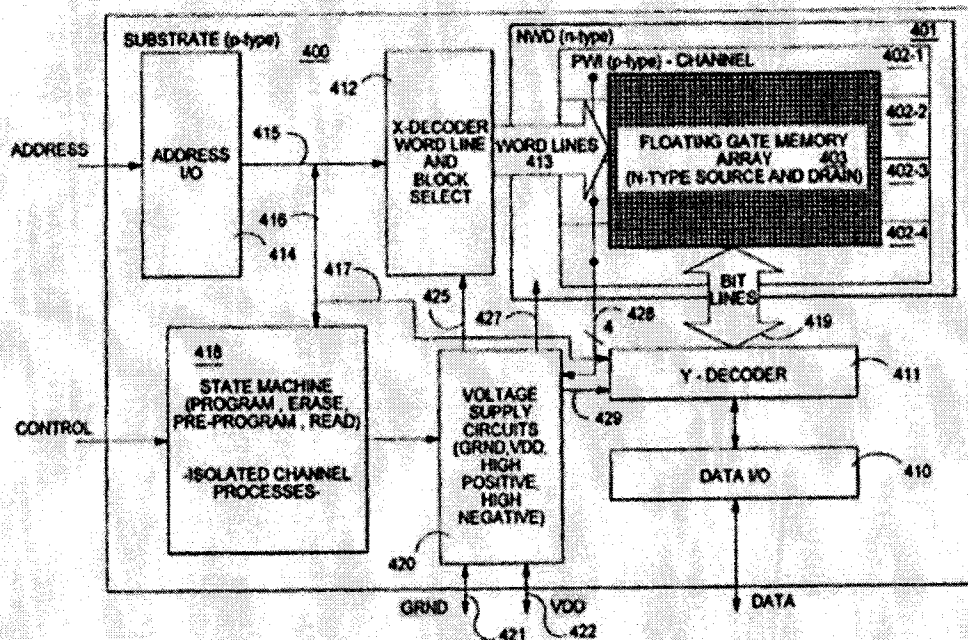 SUBSTRATE (p-type)
400
NWD (n-type)
401
PWI (p-type) - CHANNEL
402-1
402-2
402-3
402-4
412
ADDRESS
ADDRESS
I/O
414
415
416
417
X-DECODER
WORD LINE
AND
BLOCK
SELECT
WORD LINES
413
FLOATING GATE MEMORY
ARRAY 403
(N-TYPE SOURCE AND DRAIN)
BIT
LINES
419
425
427
428
4
429
418
STATE MACHINE
(PROGRAM , ERASE,
PRE-PROGRAM , READ)
-ISOLATED CHANNEL
PROCESSES-
CONTROL
VOLTAGE
SUPPLY
CIRCUITS
(GRND,VDD,
HIGH
POSITIVE,
HIGH
NEGATIVE)
420
Y - DECODER
411
DATA I/O
410
GRND
421
VDD
422
DATA